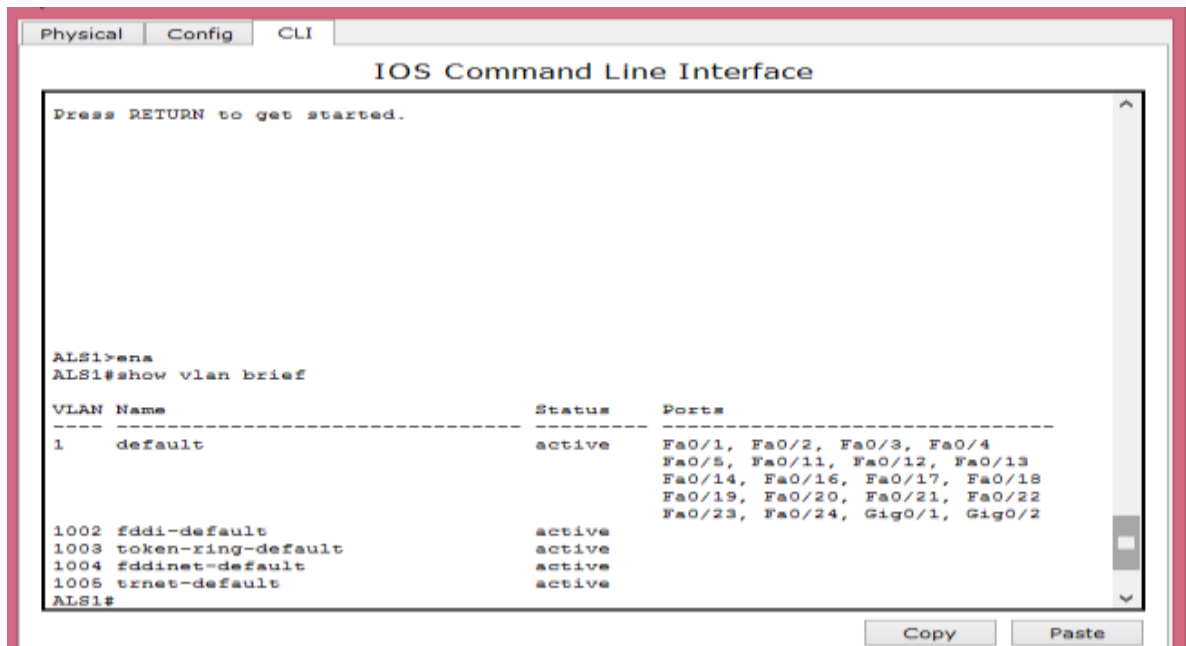 Physical Config CLI
IOS Command Line Interface
Press RETURN to get started.
ALS1>ena
ALS1#show vlan brief
VLAN Name Status Ports
---- -------------------------------- --------- -------------------------------
1 default active Fa0/1, Fa0/2, Fa0/3, Fa0/4
Fa0/5, Fa0/11, Fa0/12, Fa0/13
Fa0/14, Fa0/16, Fa0/17, Fa0/18
Fa0/19, Fa0/20, Fa0/21, Fa0/22
Fa0/23, Fa0/24, Gig0/1, Gig0/2
1002 fddi-default active
1003 token-ring-default active
1004 fddinet-default active
1005 trnet-default active
ALS1#
Copy Paste